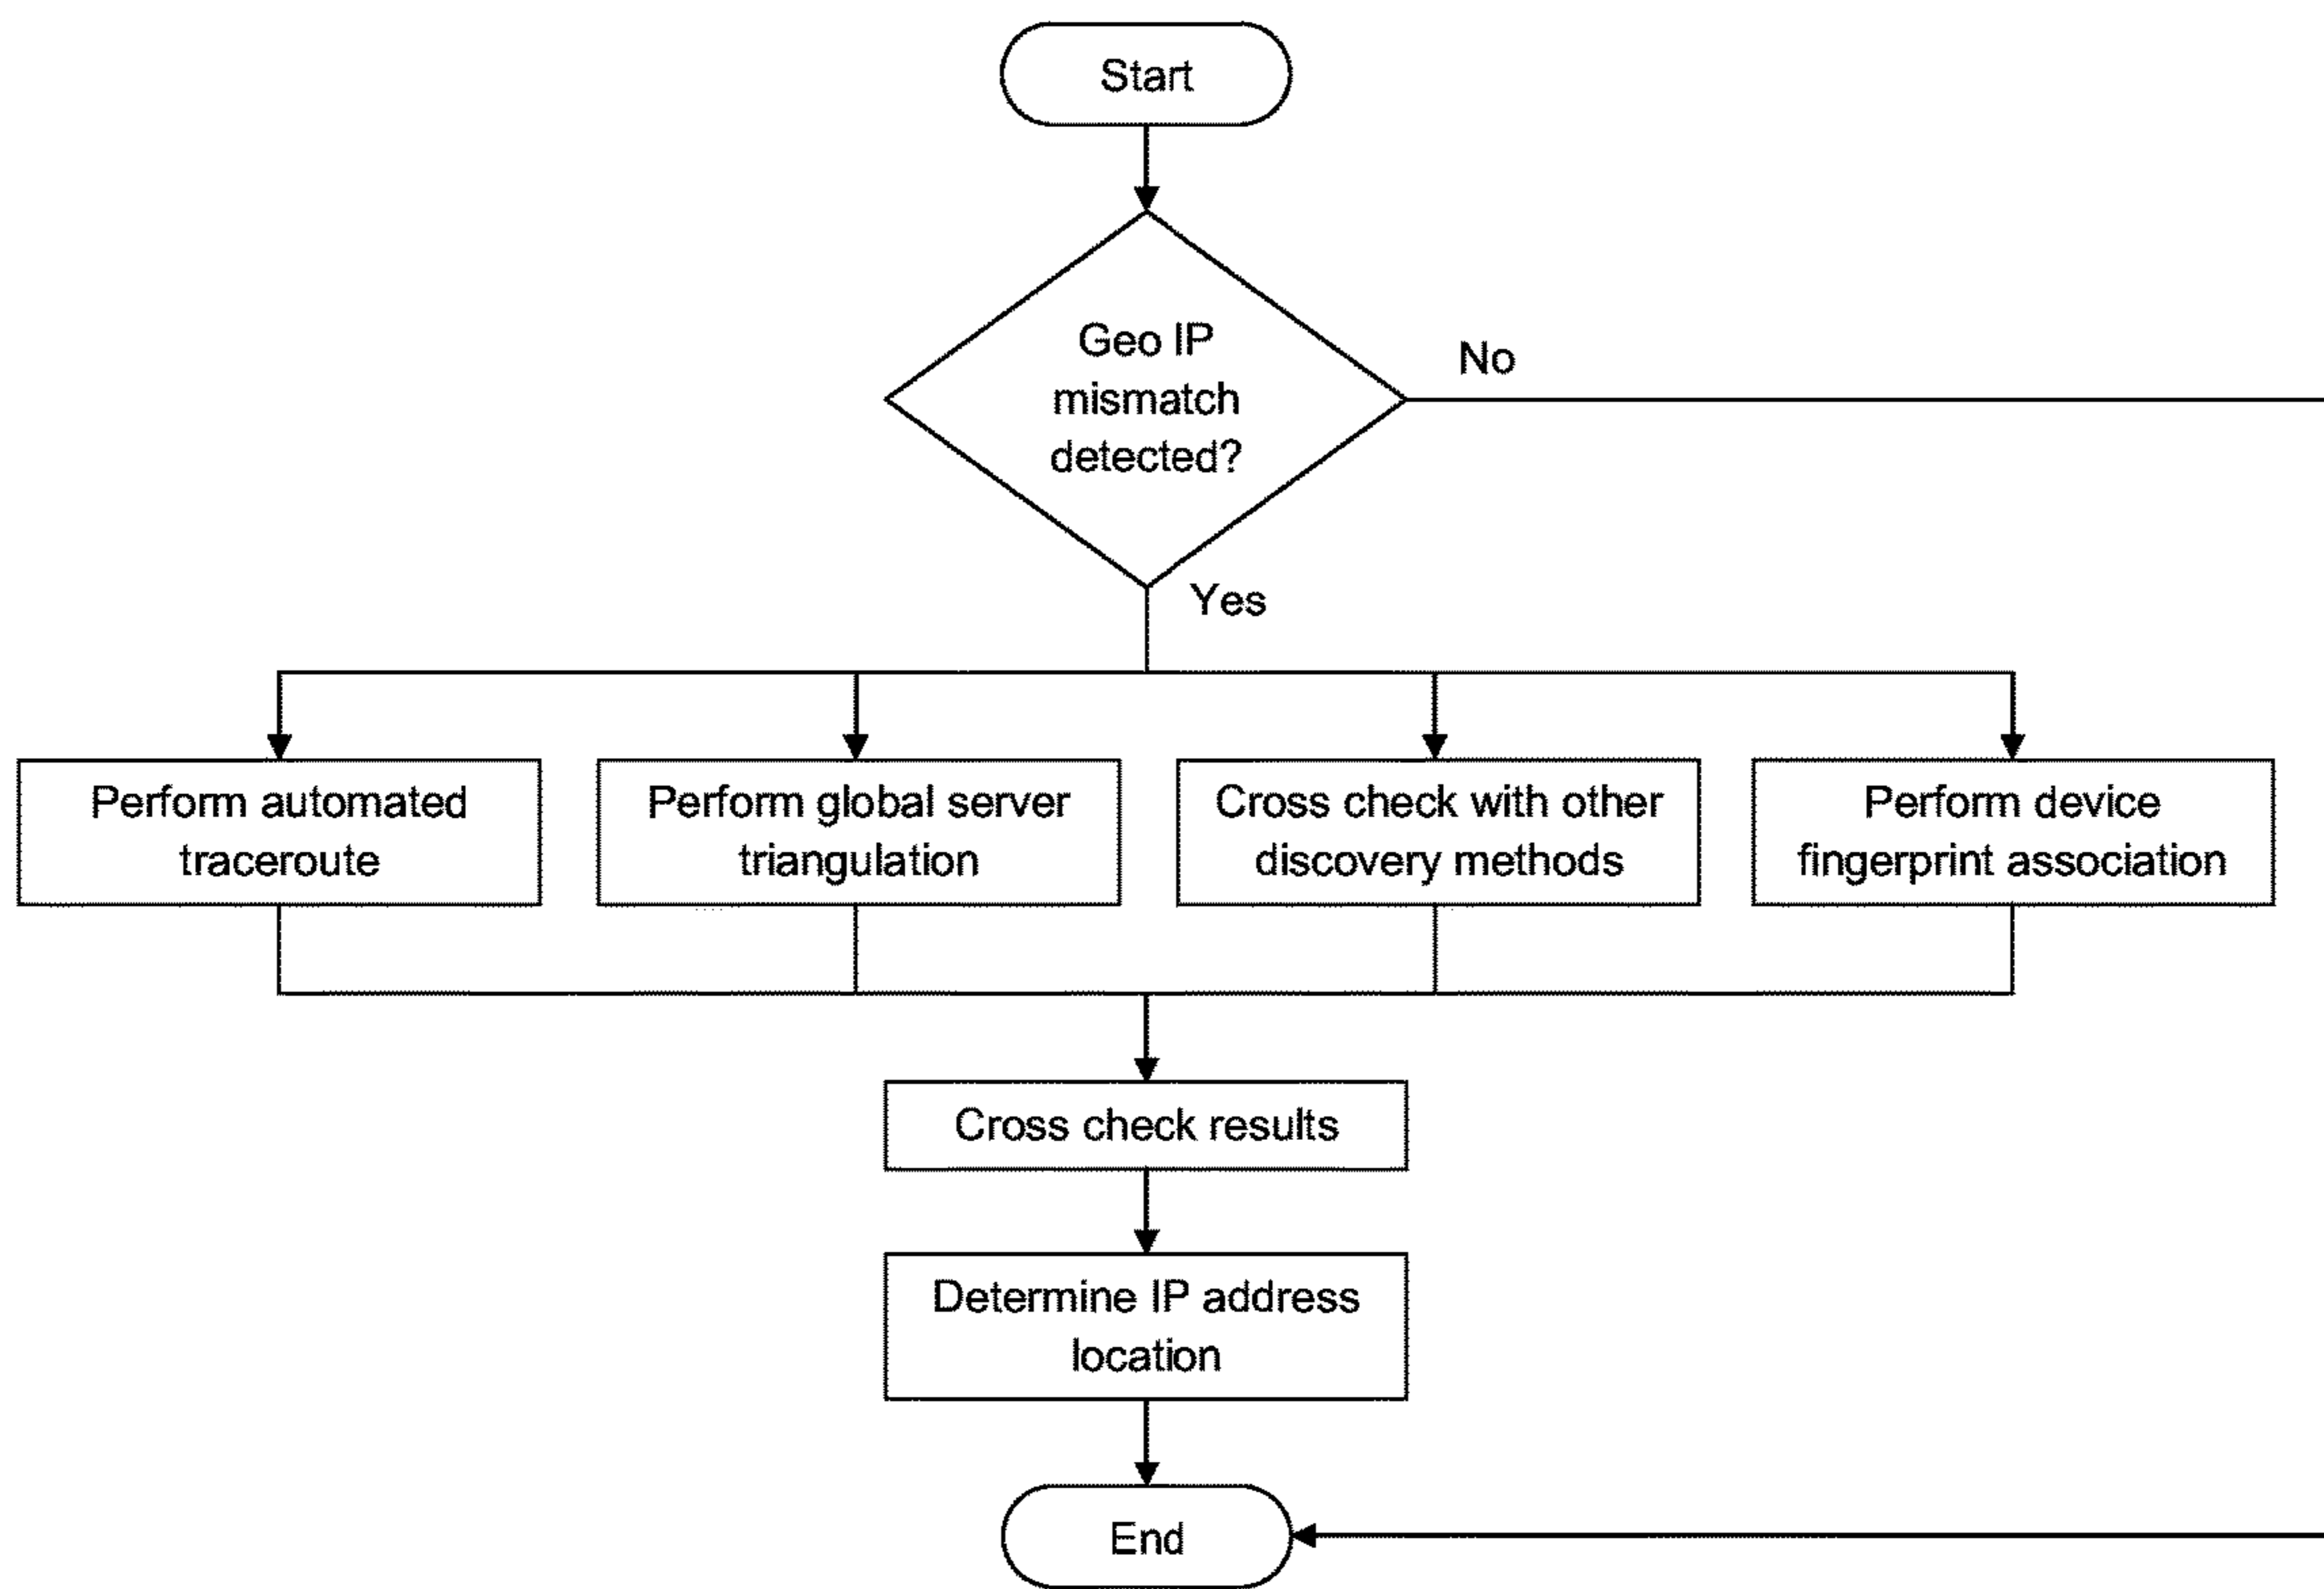 Start
Geo IP
mismatch
detected?
No
Yes
Perform automated
traceroute
Perform global server
triangulation
Cross check with other
discovery methods
Perform device
fingerprint association
Cross check results
Determine IP address
location
End